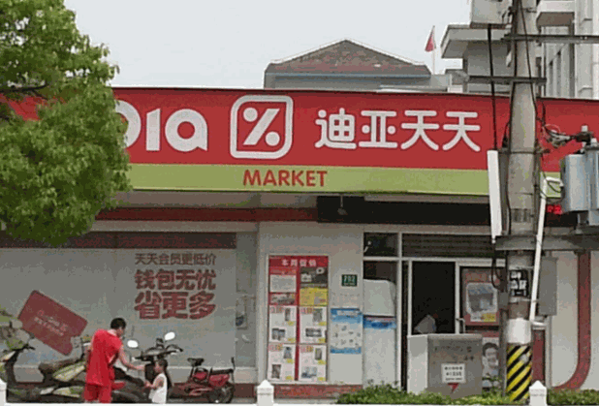 Dia % 迪亚天天
MARKET
天天会员更低价
钱包无忧
省更多
本周促销